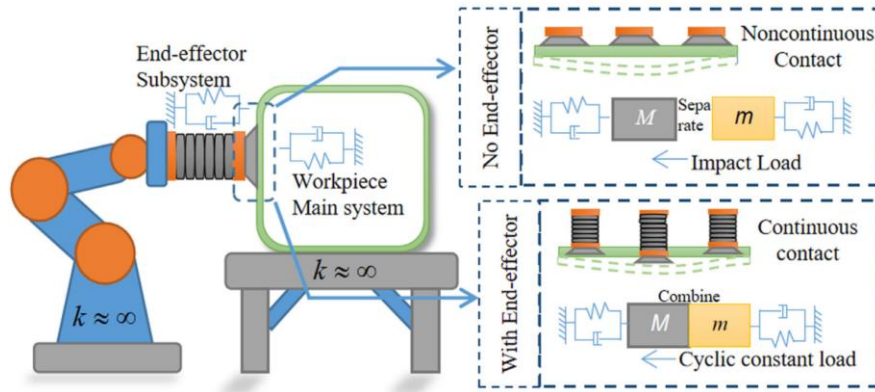 End-effector
Subsystem
Workpiece
Main system
k ≈ ∞
k ≈ ∞
No End-effector
Noncontinuous
Contact
M
Sepa
rate
m
Impact Load
With End-effector
Continuous
contact
Combine
M
m
Cyclic constant load